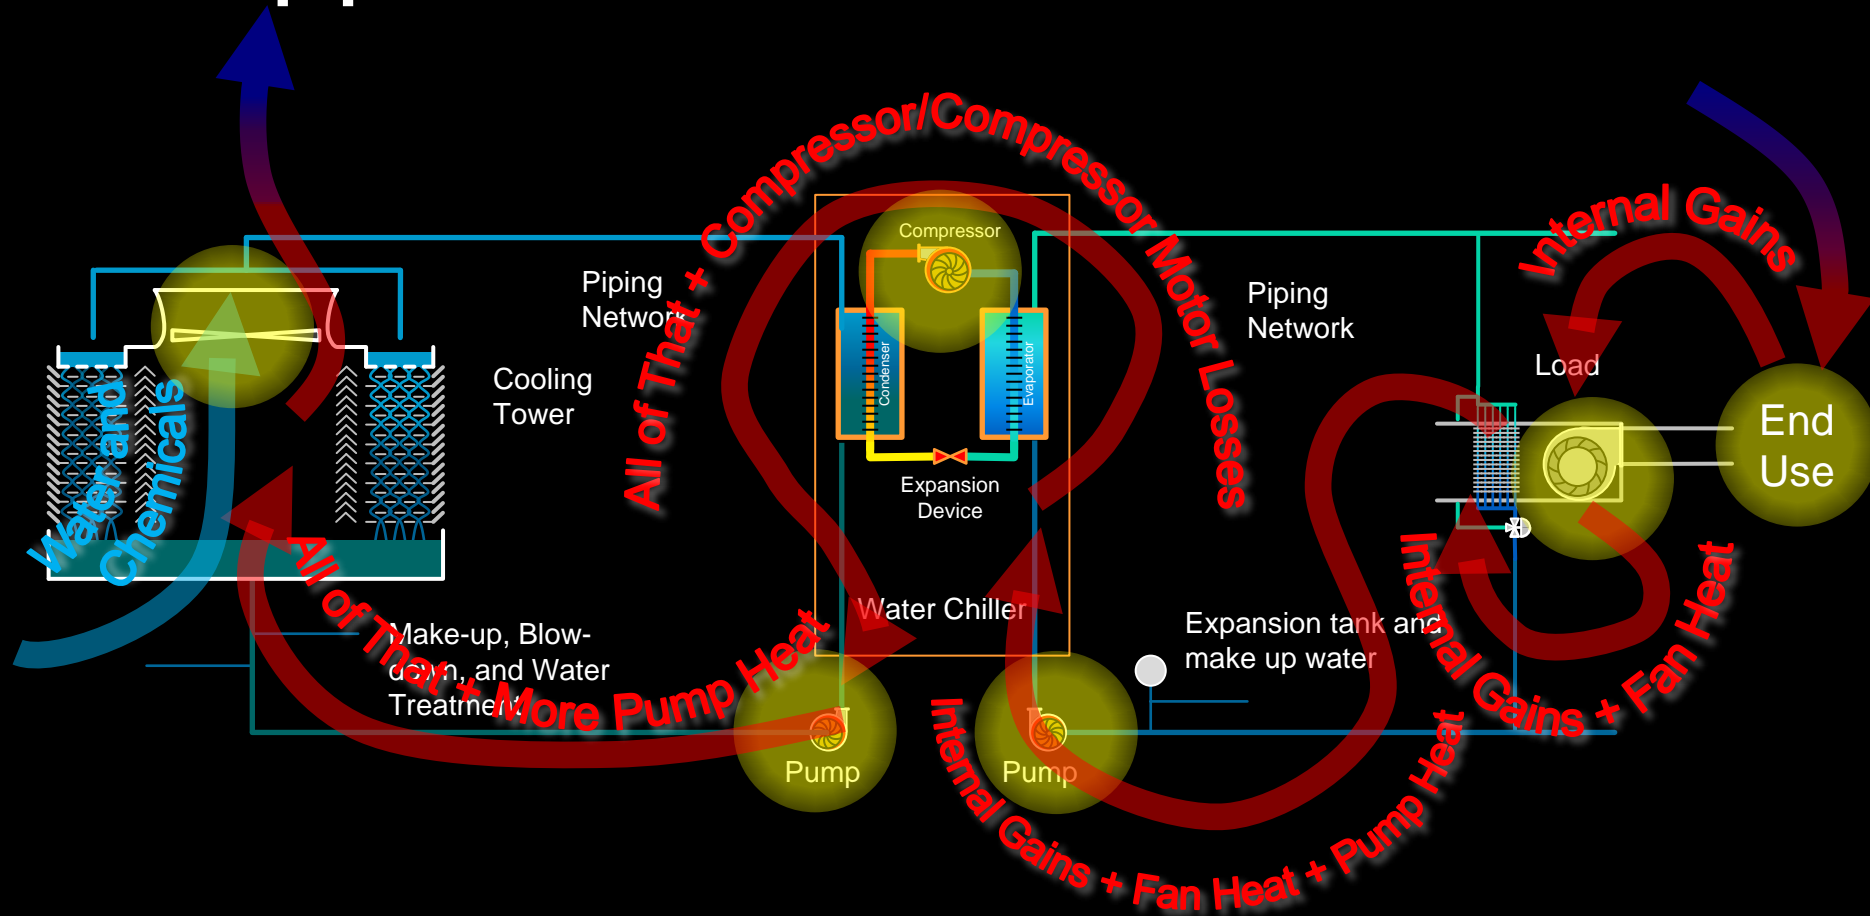 All of That + Compressor/Compressor Motor Losses
Internal Gains
Compressor
Piping
Network
Piping
Network
Condenser
Evaporator
Load
Cooling
Tower
End
Use
Water and
Chemicals
Expansion
Device
Water Chiller
Expansion tank and
make up water
Make-up, Blow-
down, and Water
Treatment
All of That + More Pump Heat
Internal Gains + Fan Heat
Pump
Pump
Internal Gains + Fan Heat + Pump Heat